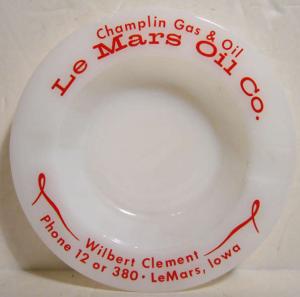 Champlin Gas & Oil
Le Mars Oil Co.
Wilbert Clement
Phone 12 or 380 · LeMars, Iowa